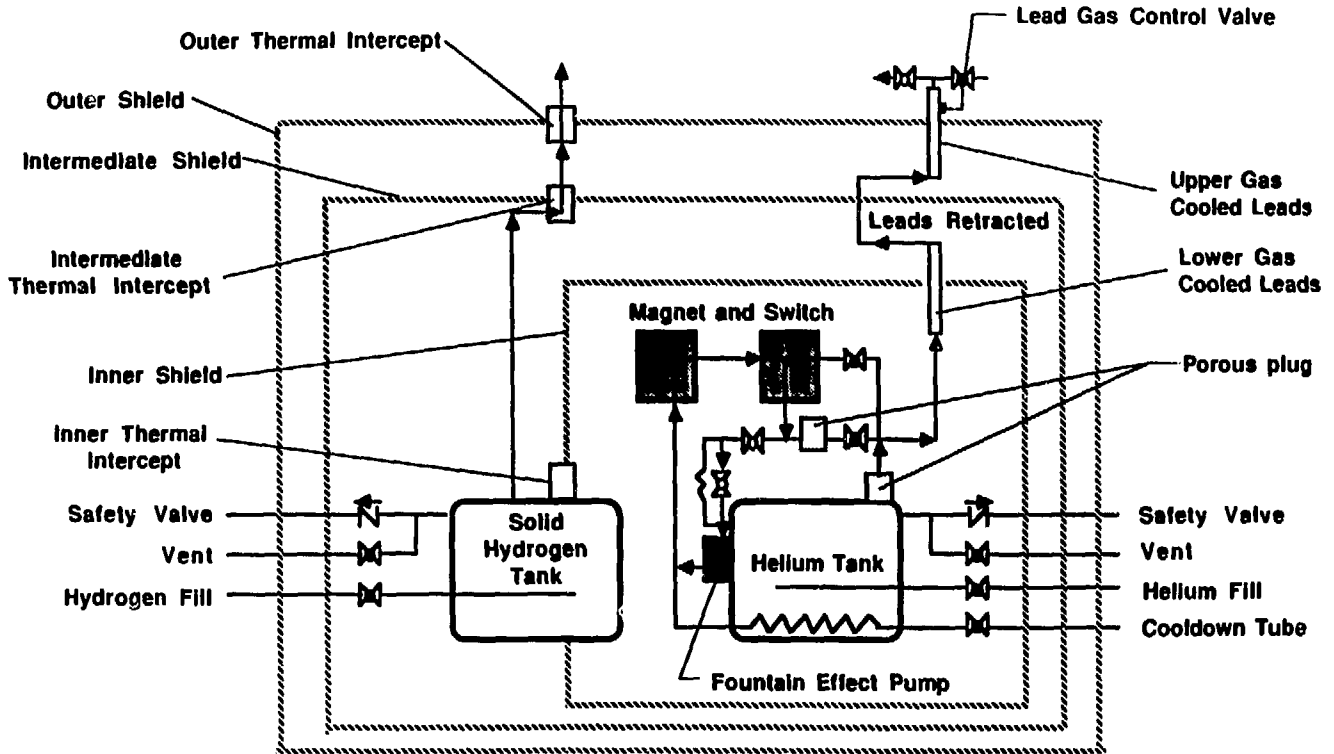 Lead Gas Control Valve
Outer Thermal Intercept
Outer Shield
Intermediate Shield
Upper Gas
Cooled Leads
Leads Retracted
Intermediate
Thermal Intercept
Lower Gas
Cooled Leads
Magnet and Switch
Inner Shield
Porous plug
Inner Thermal
Intercept
Safety Valve
Vent
Hydrogen Fill
Solid
Hydrogen
Tank
Helium Tank
Safety Valve
Vent
Helium Fill
Cooldown Tube
Fountain Effect Pump